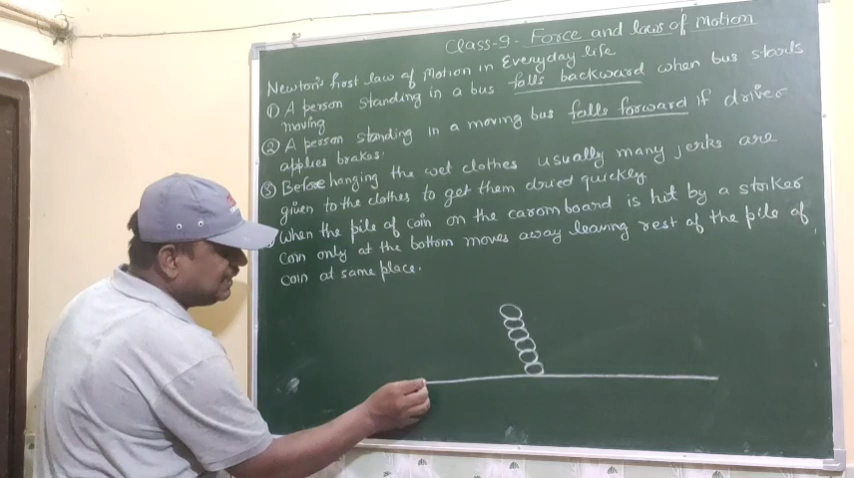 Class-9- Force and laws of Motion
Newton's first law of Motion in Everyday life
① A person standing in a bus falls backward when bus starts
moving
② A person standing in a moving bus falls forward if driver
applies brakes.
③ Before hanging the wet clothes usually many jerks are
given to the clothes to get them dried quickly
When the pile of coin on the carom board is hit by a striker
coin only at the bottom moves away leaving rest of the pile of
coin at same place.